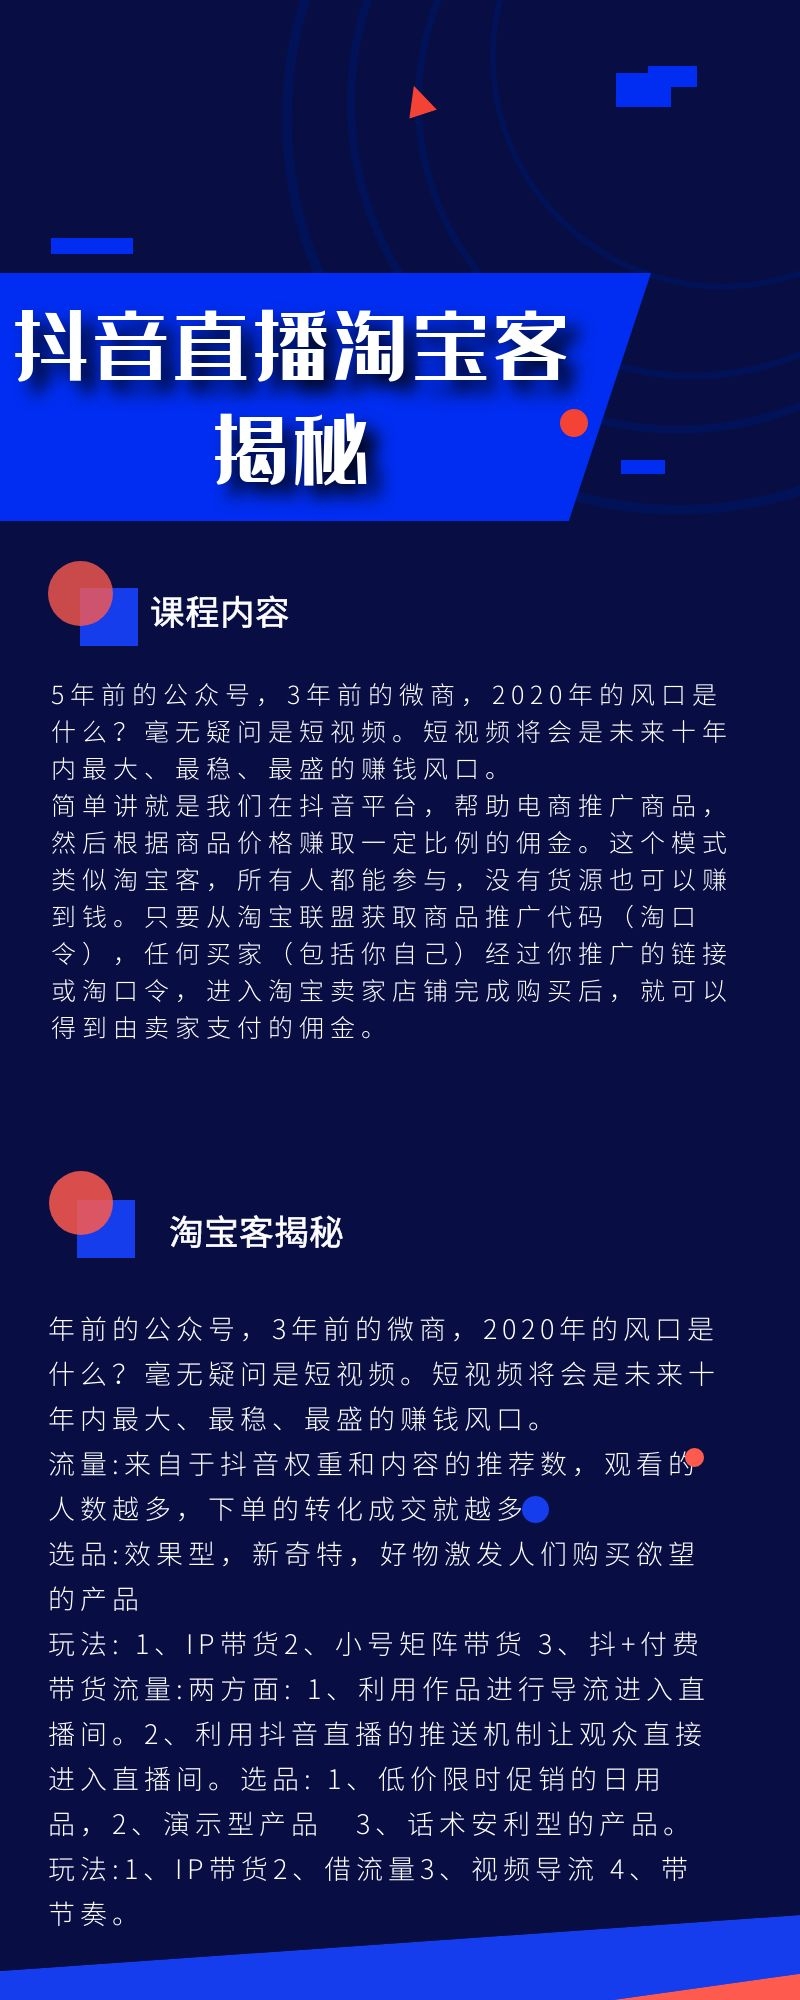 抖音直播淘宝客
揭秘
课程内容
5年前的公众号，3年前的微商，2020年的风口是
什么？毫无疑问是短视频。短视频将会是未来十年
内最大、最稳、最盛的赚钱风口。
简单讲就是我们在抖音平台，帮助电商推广商品，
然后根据商品价格赚取一定比例的佣金。这个模式
类似淘宝客，所有人都能参与，没有货源也可以赚
到钱。只要从淘宝联盟获取商品推广代码（淘口
令），任何买家（包括你自己）经过你推广的链接
或淘口令，进入淘宝卖家店铺完成购买后，就可以
得到由卖家支付的佣金。
淘宝客揭秘
年前的公众号，3年前的微商，2020年的风口是
什么？毫无疑问是短视频。短视频将会是未来十
年内最大、最稳、最盛的赚钱风口。
流量:来自于抖音权重和内容的推荐数，观看的
人数越多，下单的转化成交就越多
选品:效果型，新奇特，好物激发人们购买欲望
的产品
玩法: 1、IP带货2、小号矩阵带货 3、抖+付费
带货流量:两方面: 1、利用作品进行导流进入直
播间。2、利用抖音直播的推送机制让观众直接
进入直播间。选品: 1、低价限时促销的日用
品，2、演示型产品　3、话术安利型的产品。
玩法:1、IP带货2、借流量3、视频导流 4、带
节奏。